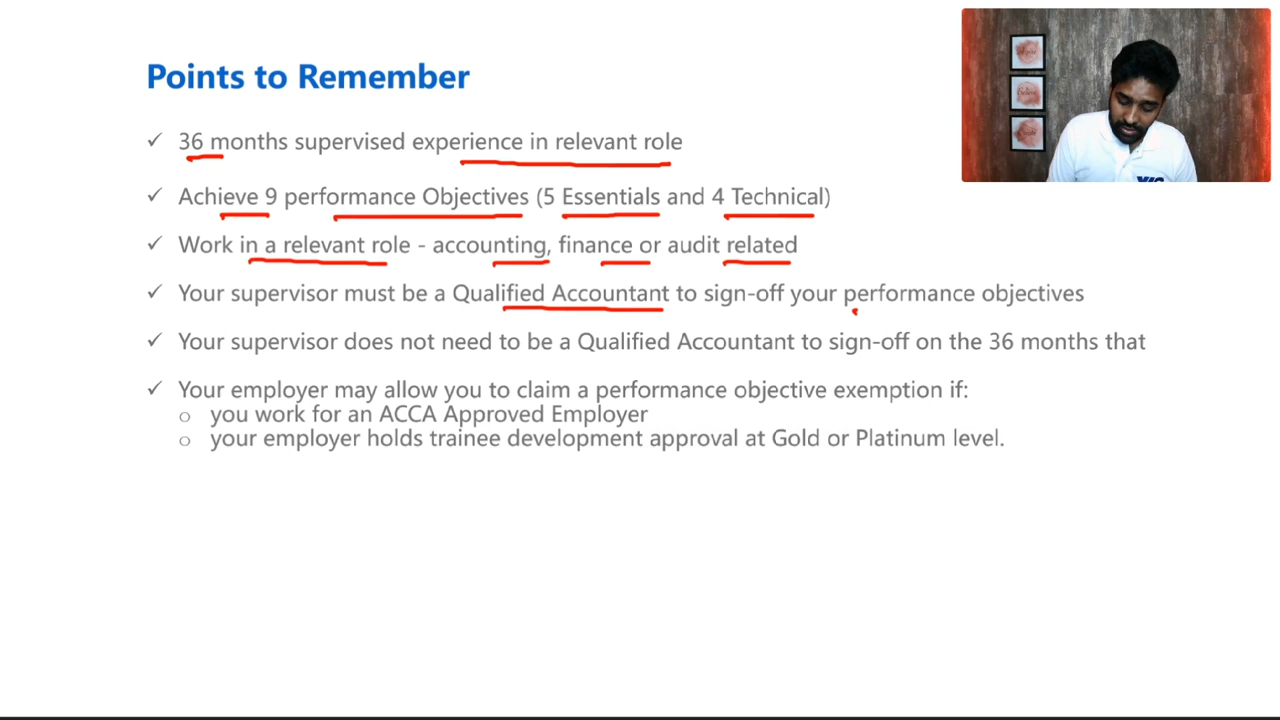 Points to Remember
✓ 36 months supervised experience in relevant role
✓ Achieve 9 performance Objectives (5 Essentials and 4 Technical)
✓ Work in a relevant role - accounting, finance or audit related
✓ Your supervisor must be a Qualified Accountant to sign-off your performance objectives
✓ Your supervisor does not need to be a Qualified Accountant to sign-off on the 36 months that
✓ Your employer may allow you to claim a performance objective exemption if:
○ you work for an ACCA Approved Employer
○ your employer holds trainee development approval at Gold or Platinum level.